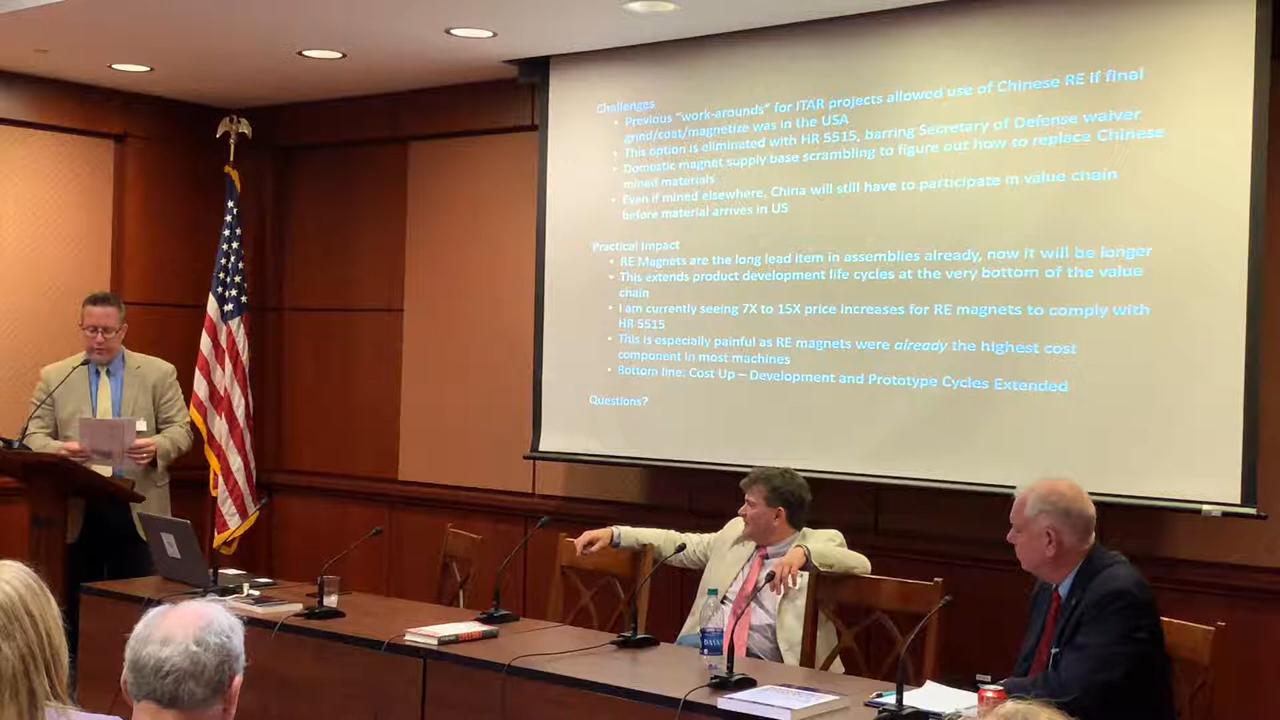 Challenges
• Previous "work-arounds" for ITAR projects allowed use of Chinese RE if final
grind/coat/magnetize was in the USA
• This option is eliminated with HR 5515, barring Secretary of Defense waiver
• Domestic magnet supply base scrambling to figure out how to replace Chinese
mined materials
• Even if mined elsewhere, China will still have to participate in value chain
before material arrives in US
Practical Impact
• RE Magnets are the long lead item in assemblies already, now it will be longer
• This extends product development life cycles at the very bottom of the value
chain
• I am currently seeing 7X to 15X price increases for RE magnets to comply with
HR 5515
• This is especially painful as RE magnets were already the highest cost
component in most machines
• Bottom line: Cost Up – Development and Prototype Cycles Extended
Questions?
DASANI